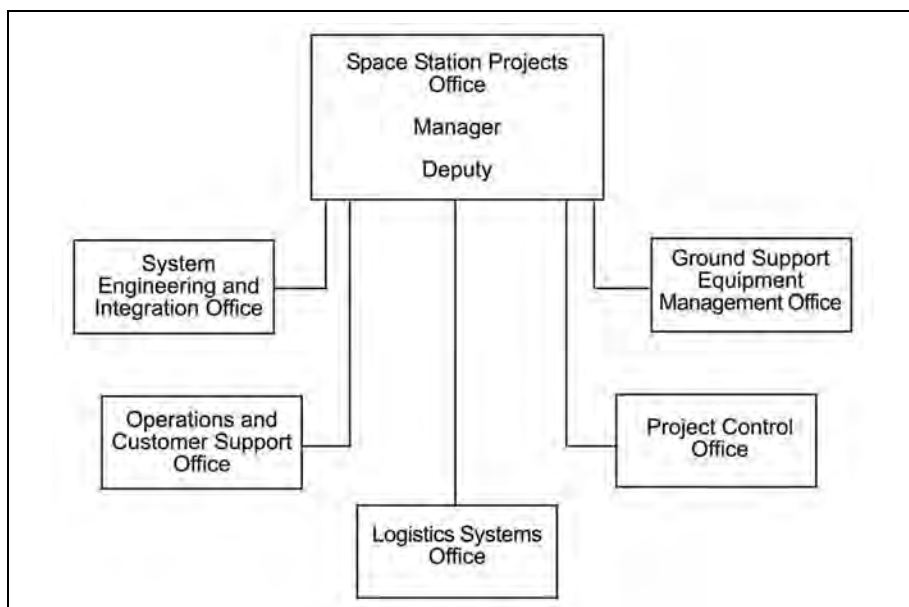 Space Station Projects
Office
Manager
Deputy
System
Engineering and
Integration Office
Ground Support
Equipment
Management Office
Operations and
Customer Support
Office
Project Control
Office
Logistics Systems
Office